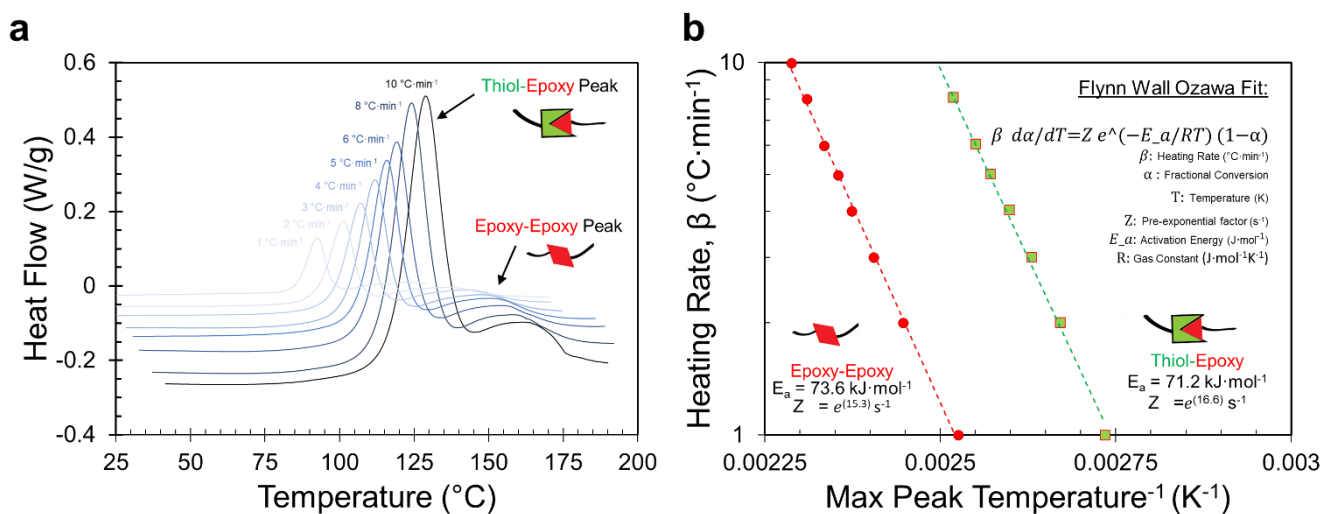 a
0.6
0.4
0.2
0
-0.2
-0.4
Heat Flow (W/g)
10 °C·min⁻¹
8 °C·min⁻¹
6 °C·min⁻¹
5 °C·min⁻¹
4 °C·min⁻¹
3 °C·min⁻¹
2 °C·min⁻¹
1 °C·min⁻¹
Thiol-Epoxy Peak
Epoxy-Epoxy Peak
25 50 75 100 125 150 175 200
Temperature (°C)
b
10
1
Heating Rate, β (°C·min⁻¹)
Flynn Wall Ozawa Fit:
β dα/dT=Z e^(−E_a/RT) (1−α)
β: Heating Rate (°C·min⁻¹)
α : Fractional Conversion
T: Temperature (K)
Z: Pre-exponential factor (s⁻¹)
E_a: Activation Energy (J·mol⁻¹)
R: Gas Constant (J·mol⁻¹K⁻¹)
Epoxy-Epoxy
Eₐ = 73.6 kJ·mol⁻¹
Z = e^(15.3) s⁻¹
Thiol-Epoxy
Eₐ = 71.2 kJ·mol⁻¹
Z =e^(16.6) s⁻¹
0.00225 0.0025 0.00275 0.003
Max Peak Temperature⁻¹ (K⁻¹)